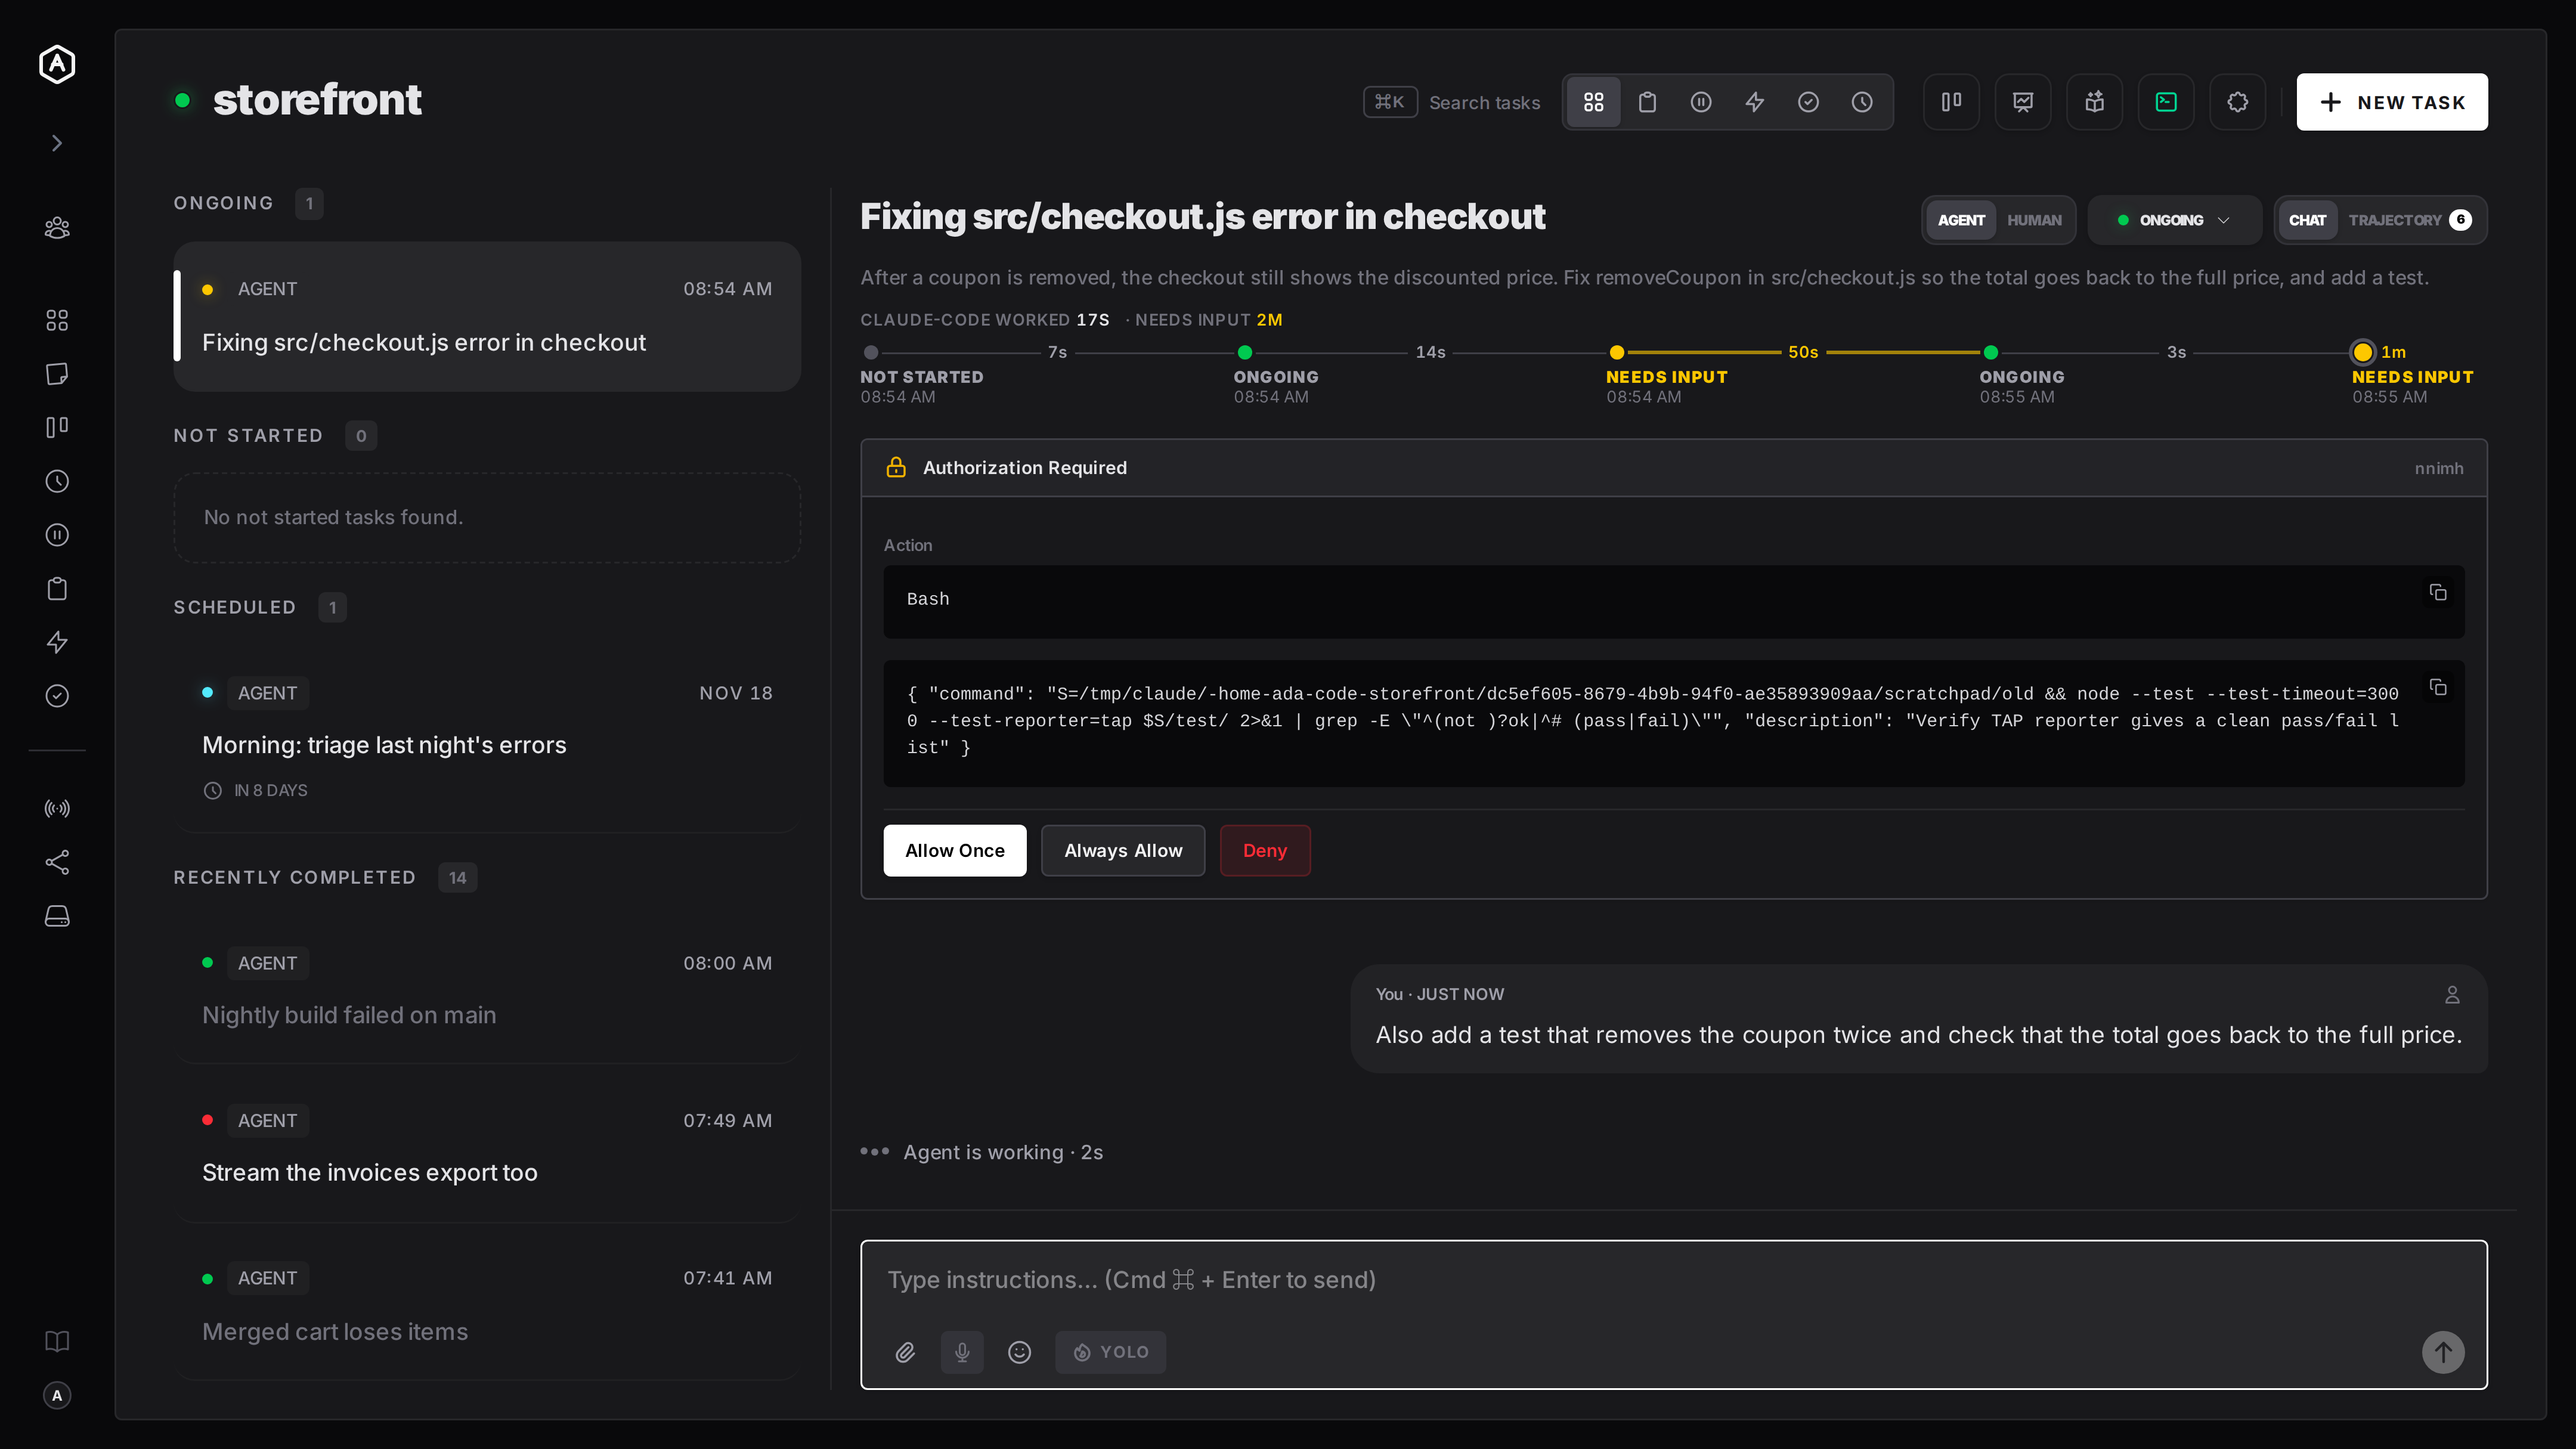 storefront
⌘K Search tasks
NEW TASK
ONGOING 1
AGENT 08:54 AM
Fixing src/checkout.js error in checkout
NOT STARTED 0
No not started tasks found.
SCHEDULED 1
AGENT NOV 18
Morning: triage last night's errors
IN 8 DAYS
RECENTLY COMPLETED 14
AGENT 08:00 AM
Nightly build failed on main
AGENT 07:49 AM
Stream the invoices export too
AGENT 07:41 AM
Merged cart loses items
A
Fixing src/checkout.js error in checkout
AGENT HUMAN ONGOING CHAT TRAJECTORY 6
After a coupon is removed, the checkout still shows the discounted price. Fix removeCoupon in src/checkout.js so the total goes back to the full price, and add a test.
CLAUDE-CODE WORKED 17S · NEEDS INPUT 2M
7s 14s 50s 3s 1m
NOT STARTED ONGOING NEEDS INPUT ONGOING NEEDS INPUT
08:54 AM 08:54 AM 08:54 AM 08:55 AM 08:55 AM
Authorization Required nnimh
Action
Bash
{ "command": "S=/tmp/claude/-home-ada-code-storefront/dc5ef605-8679-4b9b-94f0-ae35893909aa/scratchpad/old && node --test --test-timeout=300
0 --test-reporter=tap $S/test/ 2>&1 | grep -E \"^(not )?ok|^# (pass|fail)\"", "description": "Verify TAP reporter gives a clean pass/fail l
ist" }
Allow Once Always Allow Deny
You · JUST NOW
Also add a test that removes the coupon twice and check that the total goes back to the full price.
Agent is working · 2s
Type instructions... (Cmd ⌘ + Enter to send)
YOLO